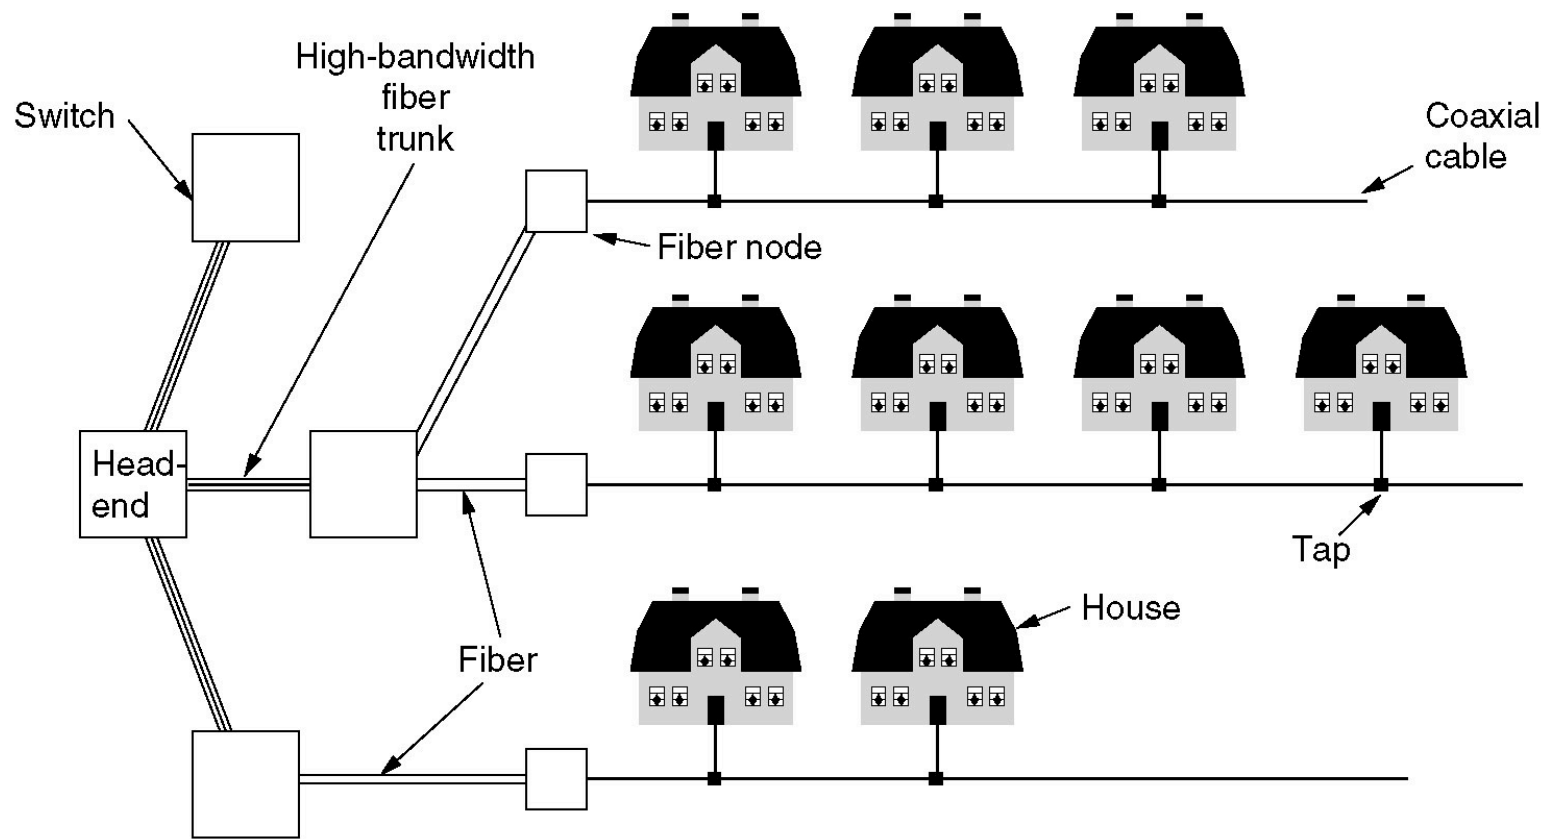 High-bandwidth
fiber
trunk
Switch
Coaxial
cable
Fiber node
Head-
end
Tap
House
Fiber